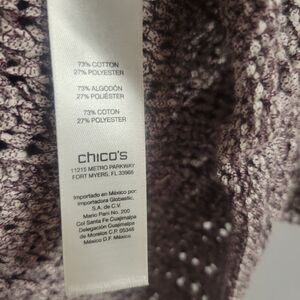 73% COTTON
27% POLYESTER
73% ALGODÓN
27% POLIÉSTER
73% COTON
27% POLYESTER
chico's
11215 METRO PARKWAY
FORT MYERS, FL 33966
Importado en México por:
Importadora Globastic,
S.A. de C.V.
Mario Pani No. 200
Col Santa Fe Cuajimalpa
Delegación Cuajimalpa
de Morelos C.P. 05348
México D.F. México